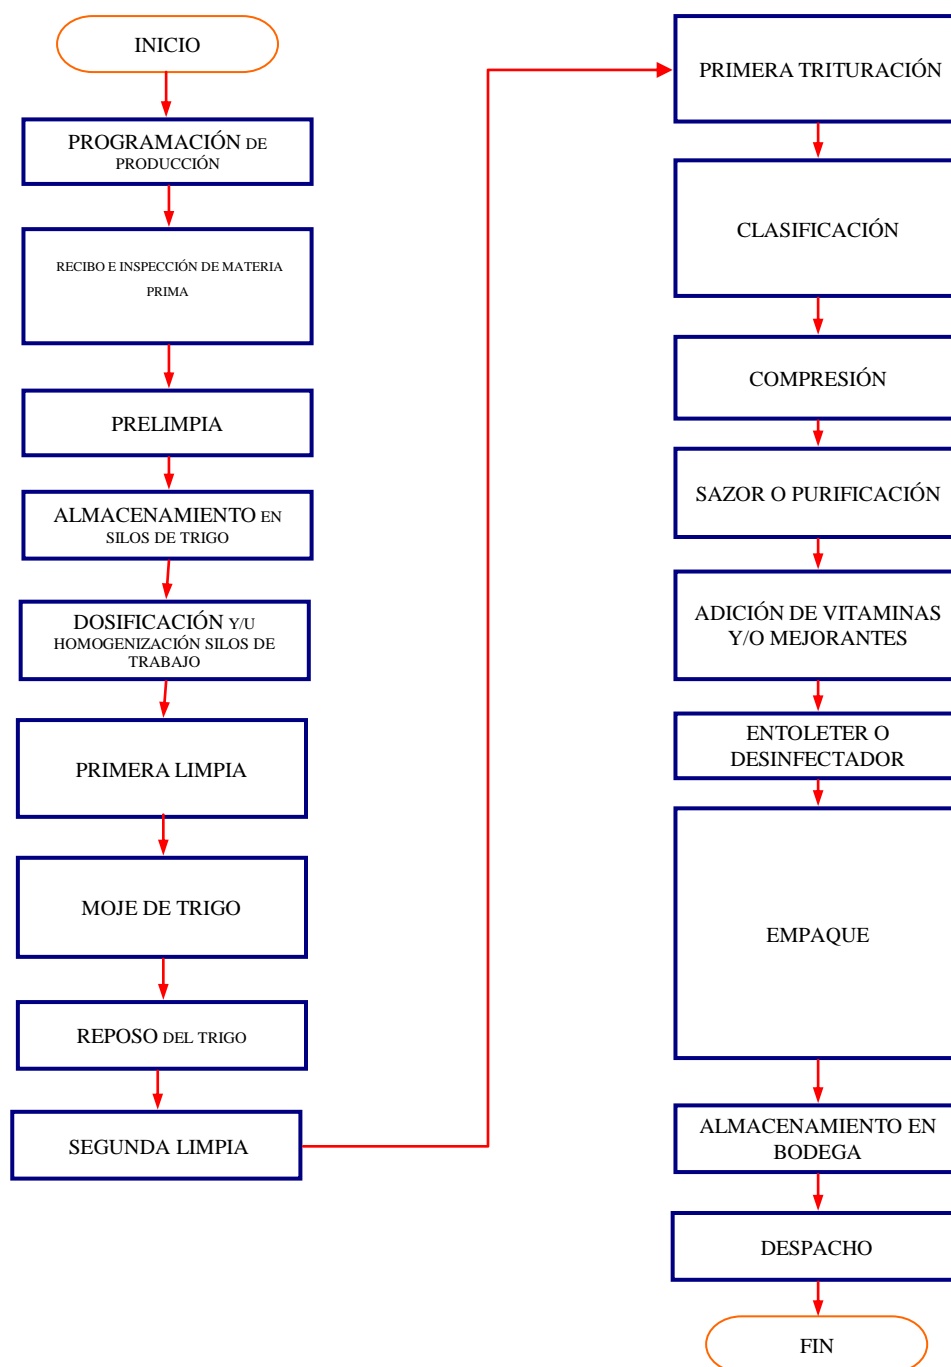 INICIO
PROGRAMACIÓN DE
PRODUCCIÓN
RECIBO E INSPECCIÓN DE MATERIA
PRIMA
PRELIMPIA
ALMACENAMIENTO EN
SILOS DE TRIGO
DOSIFICACIÓN Y/U
HOMOGENIZACIÓN SILOS DE
TRABAJO
PRIMERA LIMPIA
MOJE DE TRIGO
REPOSO DEL TRIGO
SEGUNDA LIMPIA
PRIMERA TRITURACIÓN
CLASIFICACIÓN
COMPRESIÓN
SAZOR O PURIFICACIÓN
ADICIÓN DE VITAMINAS
Y/O MEJORANTES
ENTOLETER O
DESINFECTADOR
EMPAQUE
ALMACENAMIENTO EN
BODEGA
DESPACHO
FIN